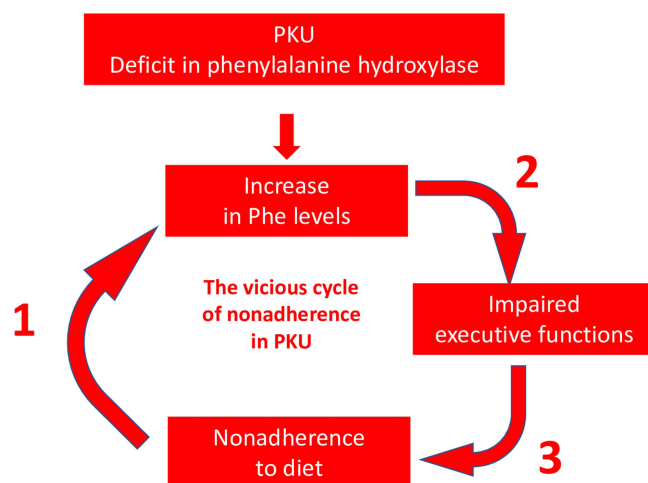 PKU
Deficit in phenylalanine hydroxylase
2
Increase
in Phe levels
1
The vicious cycle
of nonadherence
in PKU
Impaired
executive functions
Nonadherence
to diet
3